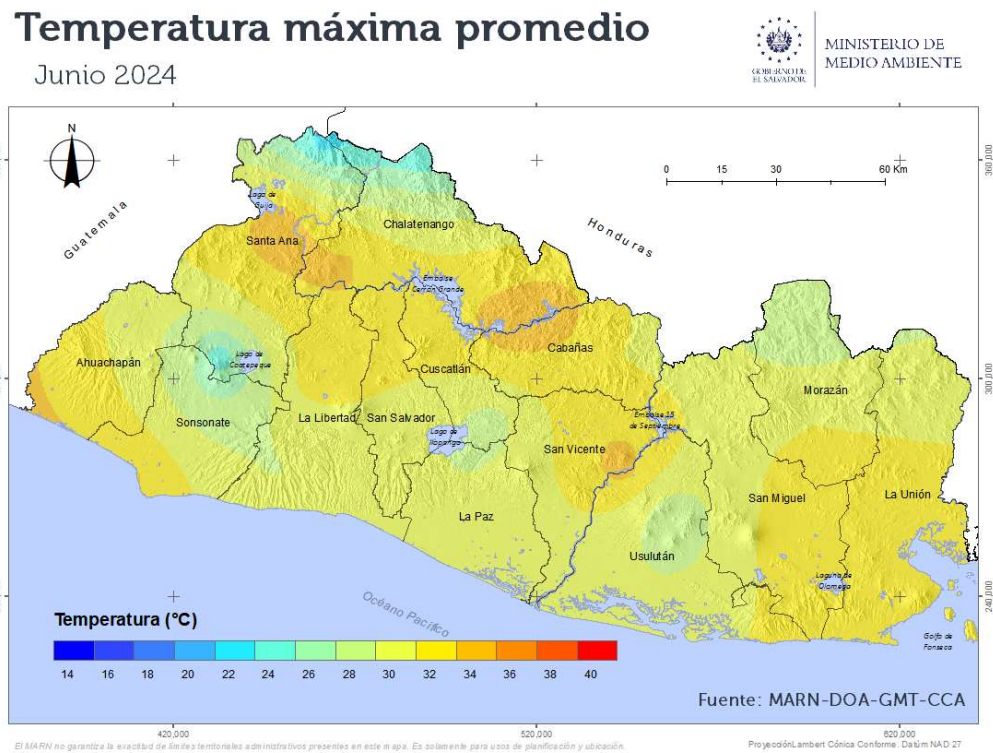 Temperatura máxima promedio
Junio 2024
GOBIERNO DE
EL SALVADOR
MINISTERIO DE
MEDIO AMBIENTE
N
0 15 30 60 Km
360,000
Guatemala
Honduras
Lago de
Guija
Chalatenango
Santa Ana
Embalse
Cerrón Grande
Cabañas
Ahuachapán
Lago de
Coatepeque
Cuscatlán
300,000
Morazán
Sonsonate
La Libertad
San Salvador
Embalse 15
de Septiembre
Lago de
Ilopango
San Vicente
San Miguel
La Unión
La Paz
Usulután
Laguna de
Olomega
240,000
Océano Pacífico
Golfo de
Fonseca
Temperatura (°C)
14 16 18 20 22 24 26 28 30 32 34 36 38 40
Fuente: MARN-DOA-GMT-CCA
420,000 520,000 620,000
El MARN no garantiza la exactitud de límites territoriales administrativos presentes en este mapa. Es solamente para usos de planificación y ubicación.
Proyección Lambert Cónica Conforme. Datúm NAD 27